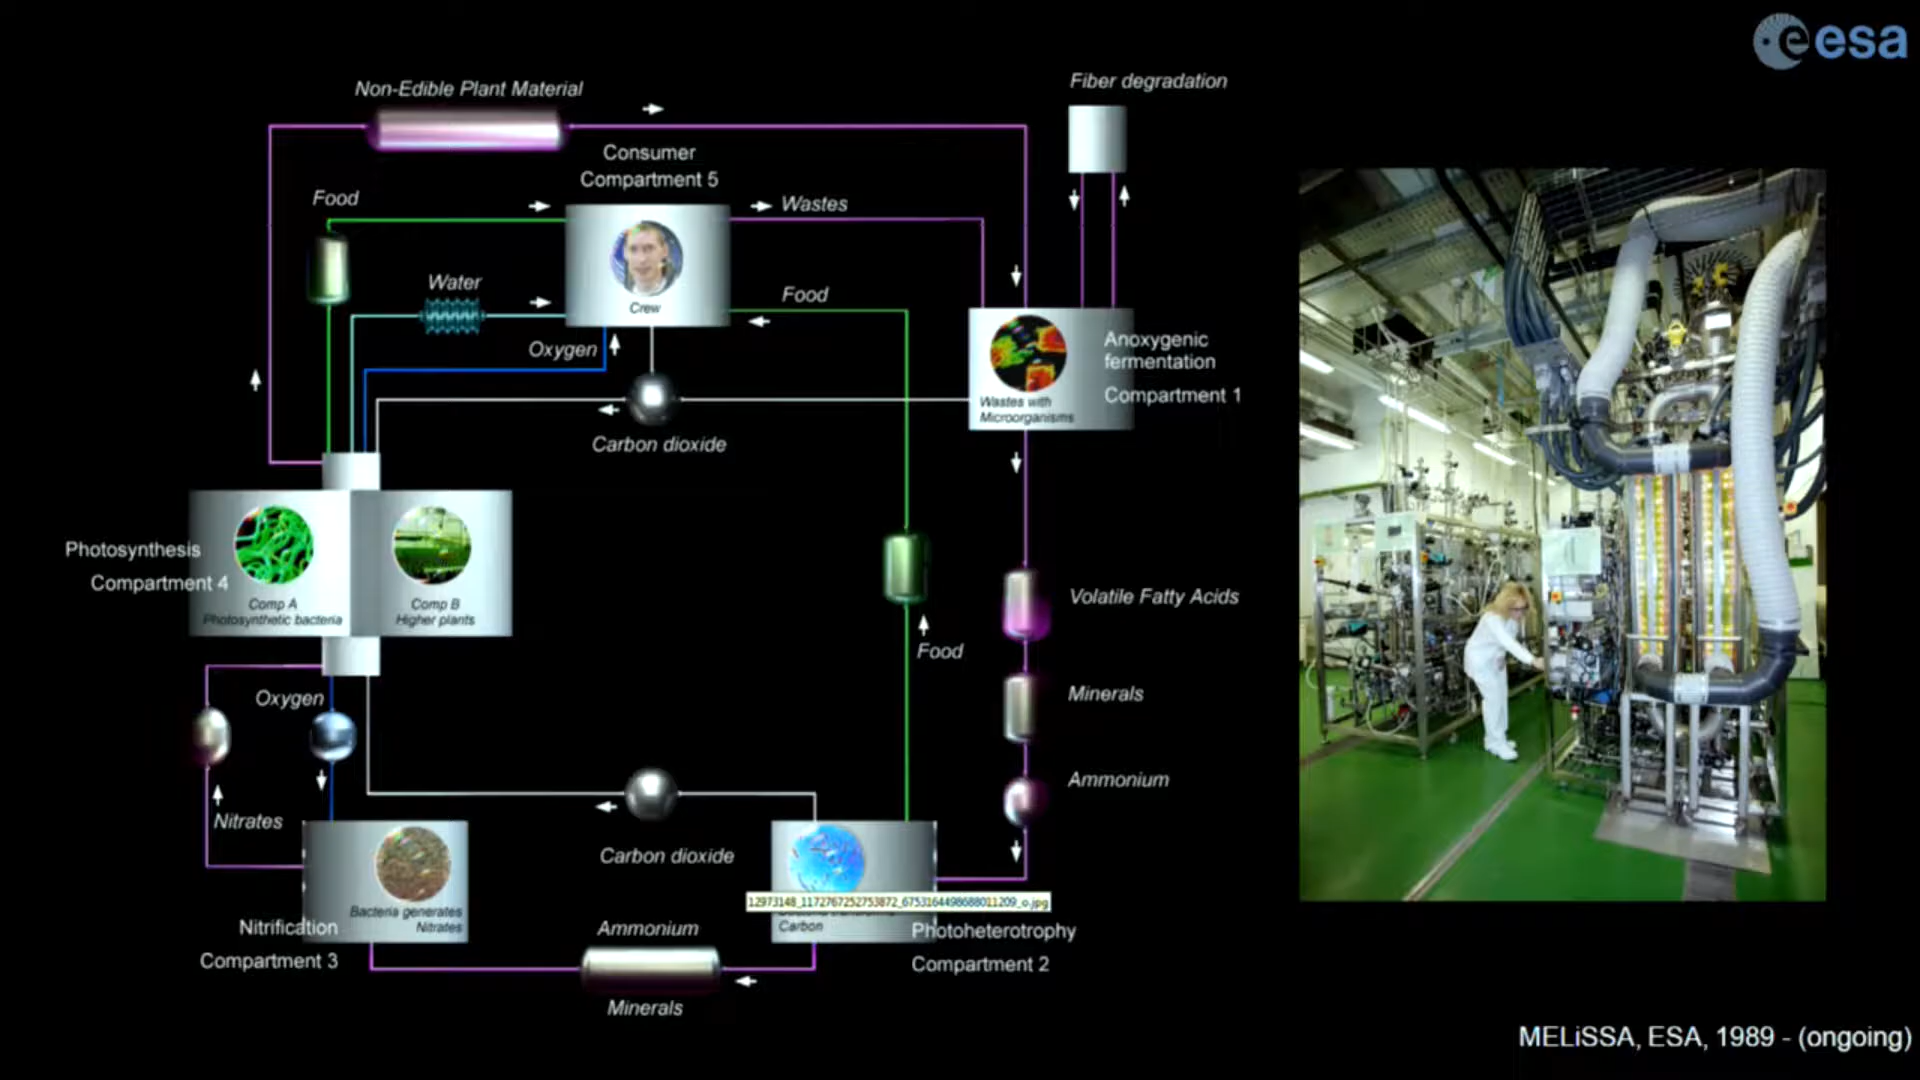 esa
Non-Edible Plant Material
Fiber degradation
Consumer
Compartment 5
Food
Wastes
Water
Crew
Food
Oxygen
Anoxygenic
fermentation
Compartment 1
Wastes with
Microorganisms
Carbon dioxide
Photosynthesis
Compartment 4
Comp A
Photosynthetic bacteria
Comp B
Higher plants
Volatile Fatty Acids
Food
Minerals
Oxygen
Ammonium
Nitrates
Carbon dioxide
12973148_1172767252753872_6753164498688011209_o.jpg
Bacteria generates
Nitrates
Carbon
Nitrification
Compartment 3
Ammonium
Photoheterotrophy
Compartment 2
Minerals
MELiSSA, ESA, 1989 - (ongoing)